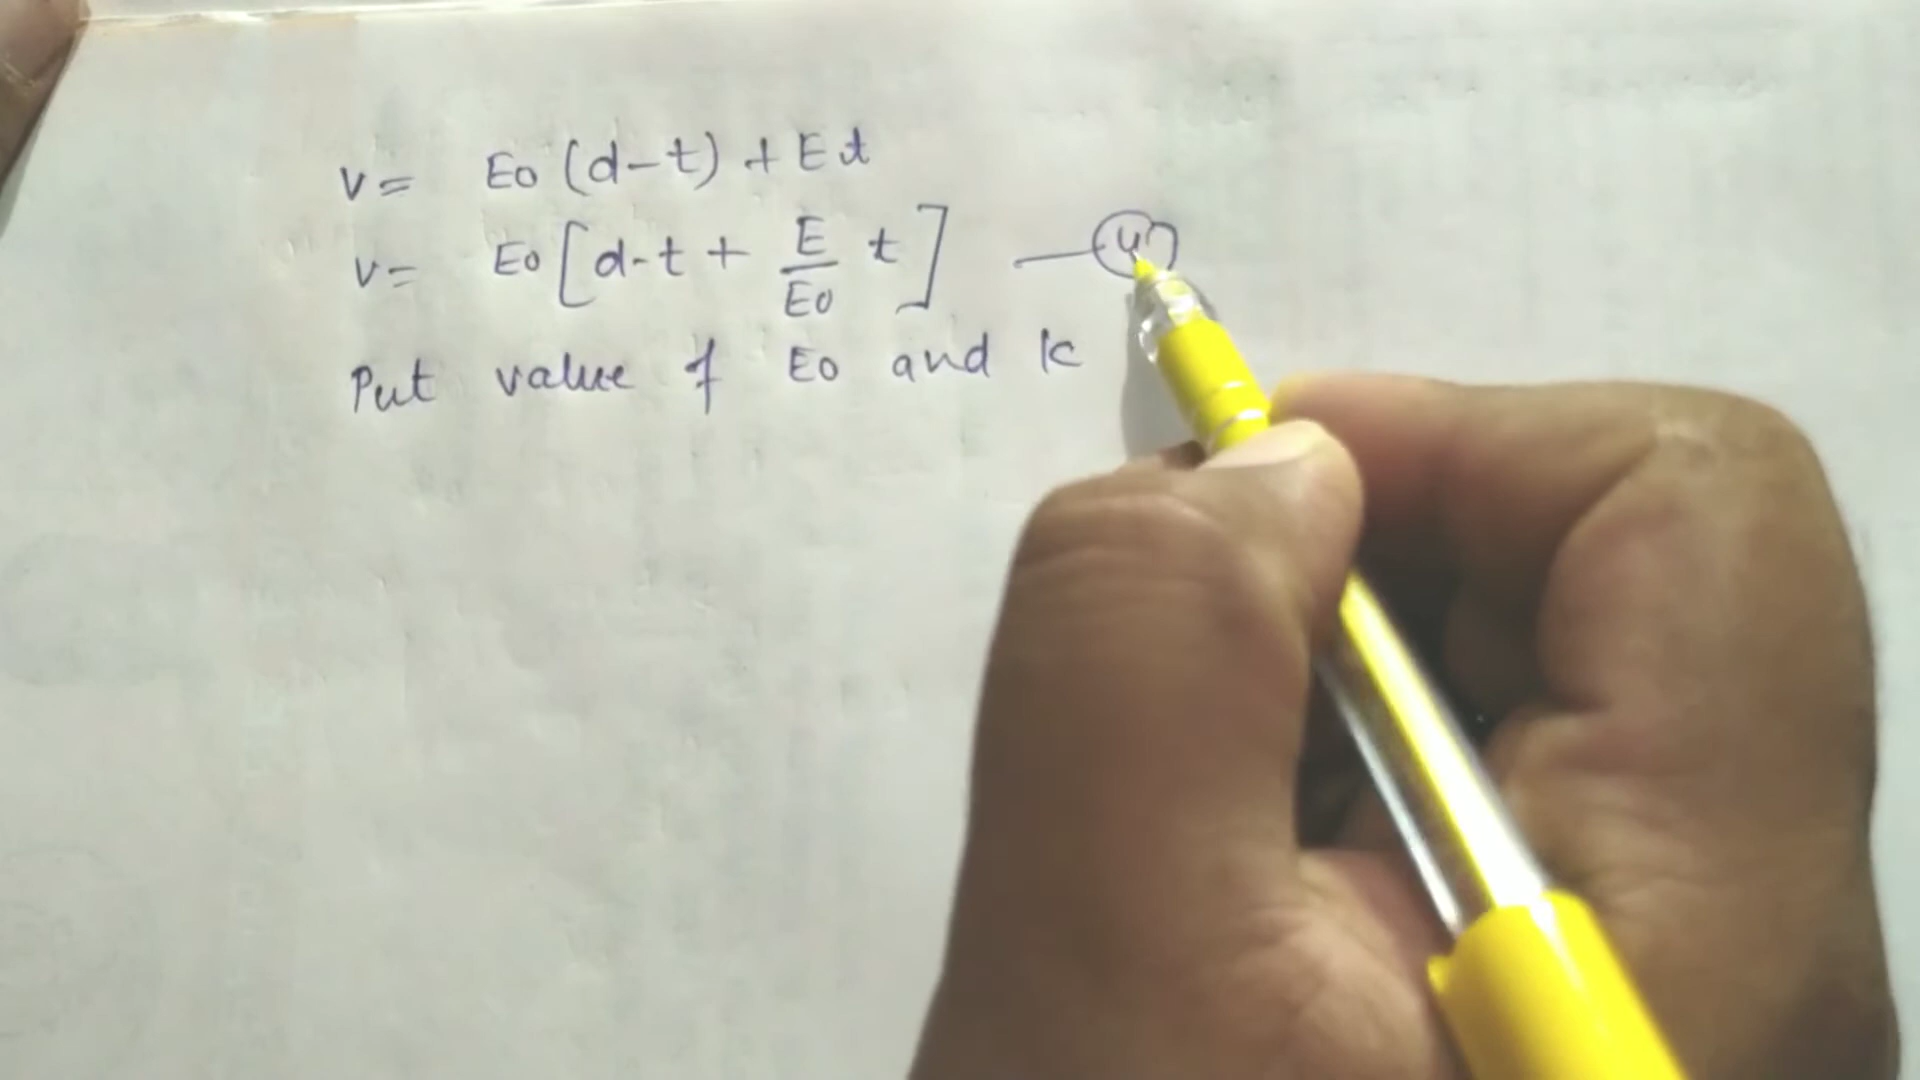 V = E0 (d-t) + Et
V = E0 [d-t + E/E0 t] — (4)
Put value of E0 and K